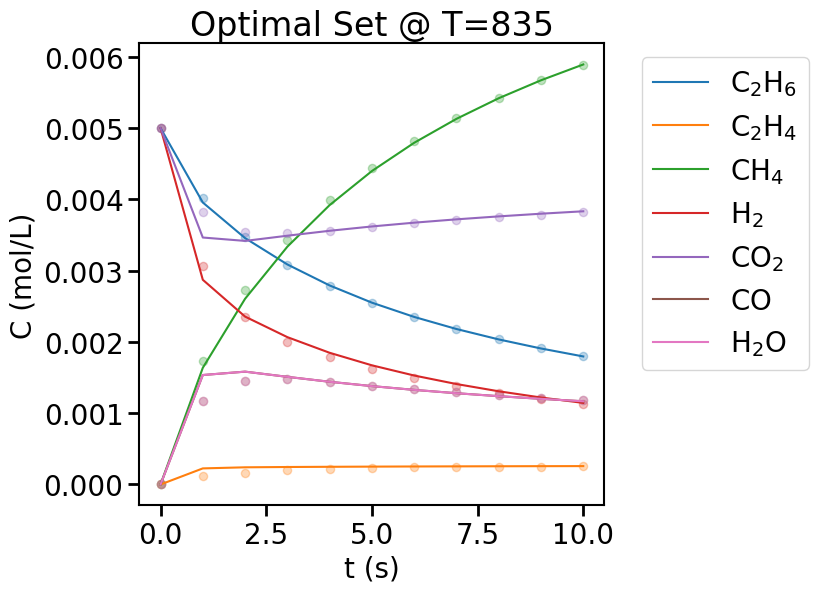 Optimal Set @ T=835
C (mol/L)
0.006
0.005
0.004
0.003
0.002
0.001
0.000
0.0 2.5 5.0 7.5 10.0
t (s)
C₂H₆
C₂H₄
CH₄
H₂
CO₂
CO
H₂O